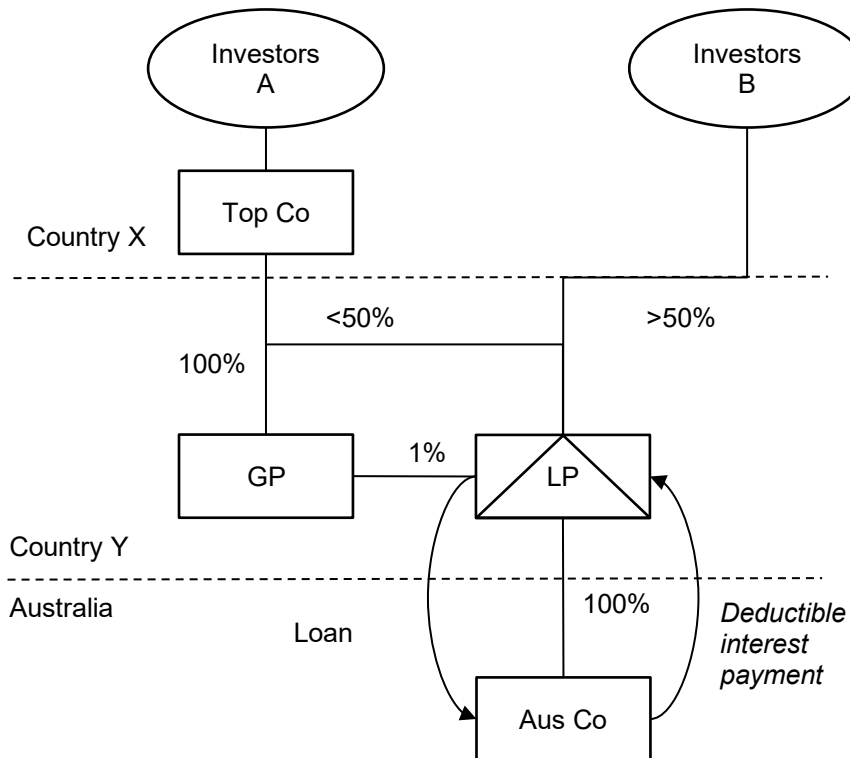 Investors
A
Investors
B
Top Co
Country X
<50%
>50%
100%
1%
GP
LP
Country Y
Australia
100%
Loan
Deductible
interest
payment
Aus Co